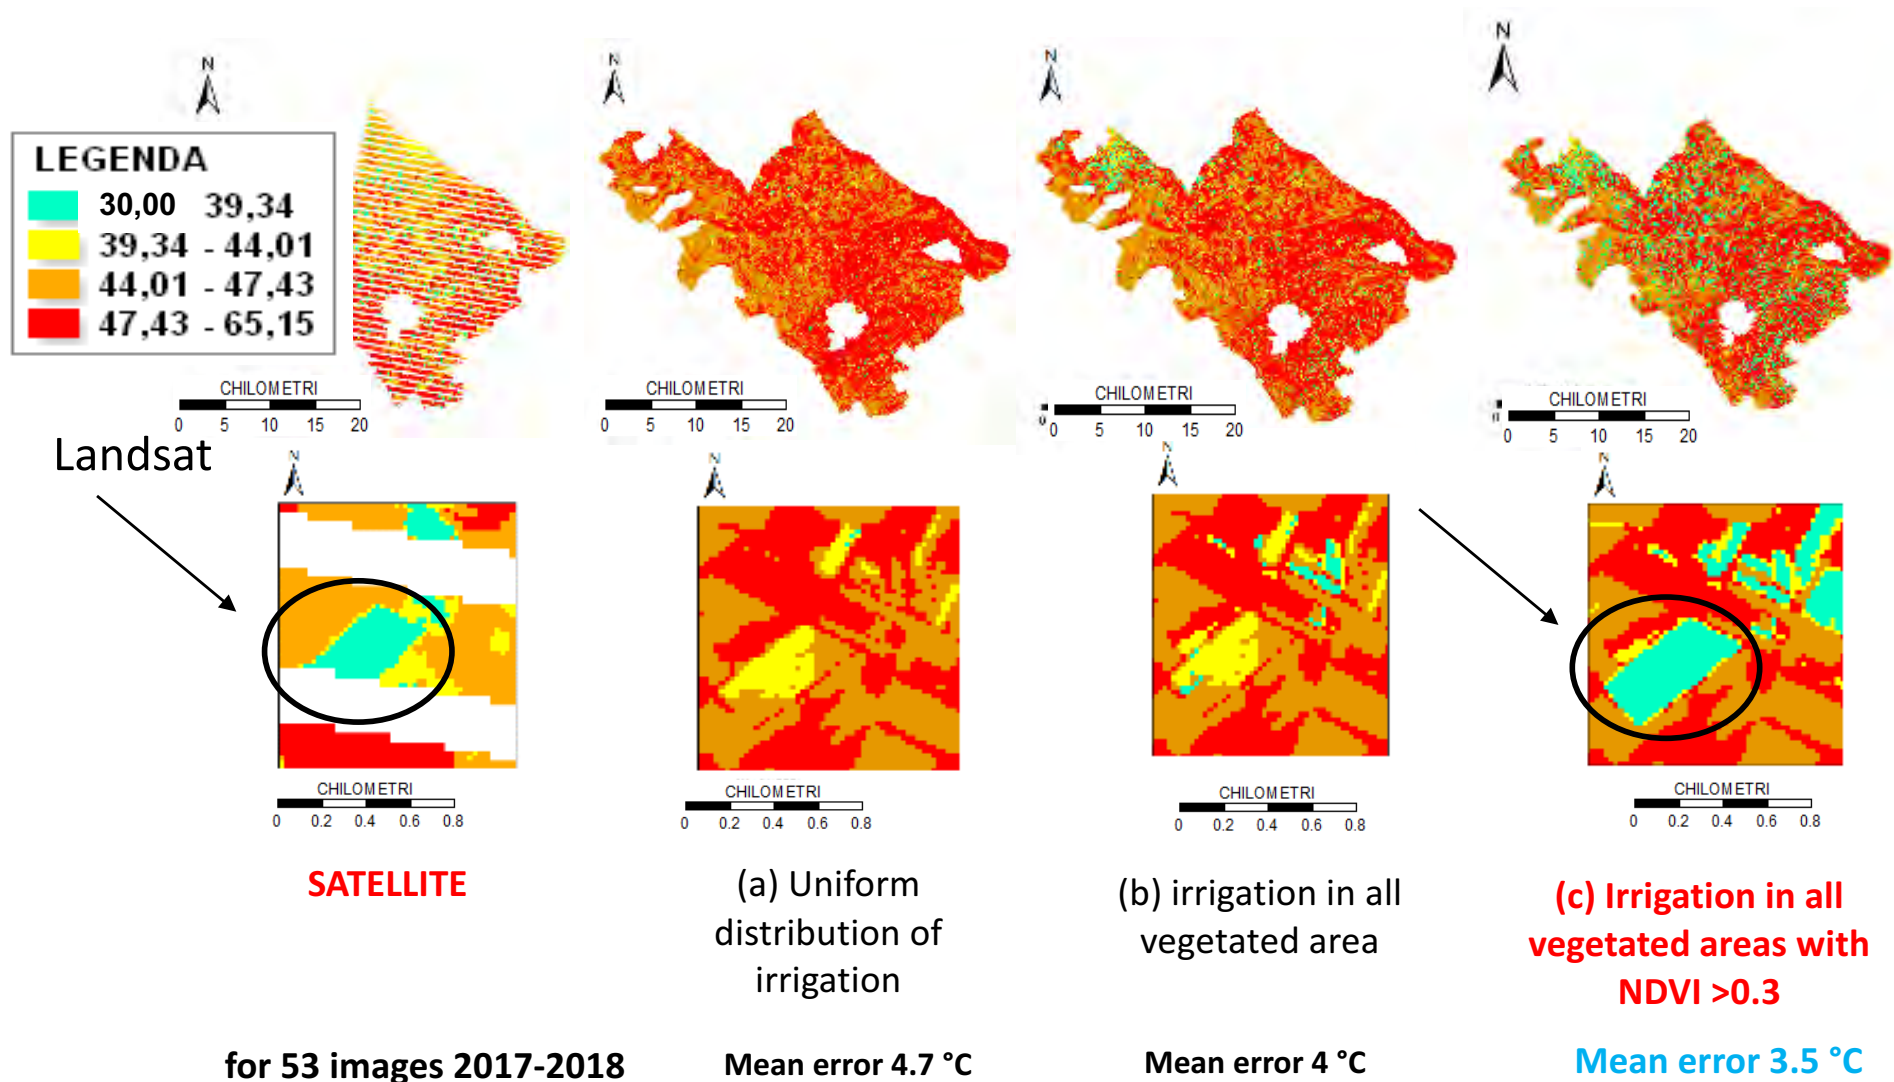 N
N
N
N
LEGENDA
30,00 39,34
39,34 - 44,01
44,01 - 47,43
47,43 - 65,15
CHILOMETRI
0 5 10 15 20
CHILOMETRI
0 5 10 15 20
CHILOMETRI
0 5 10 15 20
CHILOMETRI
0 5 10 15 20
Landsat
N
N
N
N
CHILOMETRI
0 0.2 0.4 0.6 0.8
CHILOMETRI
0 0.2 0.4 0.6 0.8
CHILOMETRI
0 0.2 0.4 0.6 0.8
CHILOMETRI
0 0.2 0.4 0.6 0.8
SATELLITE
(a) Uniform
distribution of
irrigation
(b) irrigation in all
vegetated area
(c) Irrigation in all
vegetated areas with
NDVI >0.3
for 53 images 2017-2018
Mean error 4.7 °C
Mean error 4 °C
Mean error 3.5 °C